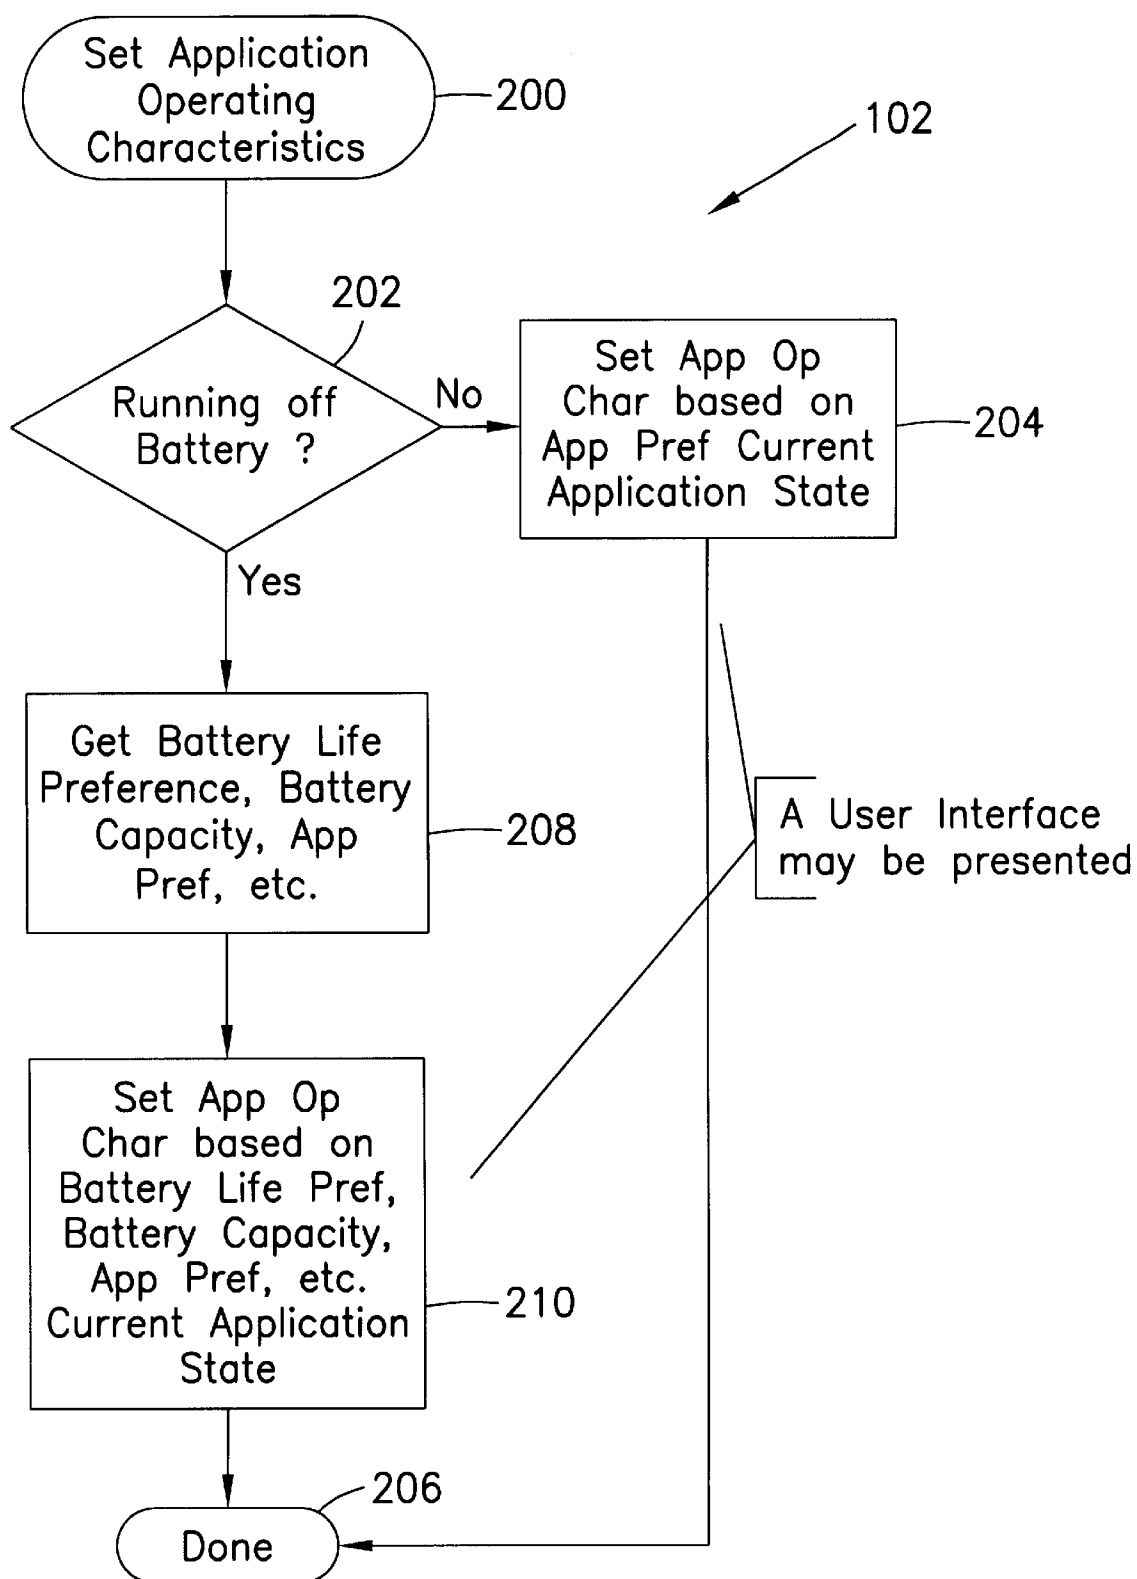 Set Application
Operating
Characteristics
200
102
202
Running off
Battery ?
No
Yes
Set App Op
Char based on
App Pref Current
Application State
204
Get Battery Life
Preference, Battery
Capacity, App
Pref, etc.
208
A User Interface
may be presented
Set App Op
Char based on
Battery Life Pref,
Battery Capacity,
App Pref, etc.
Current Application
State
210
206
Done